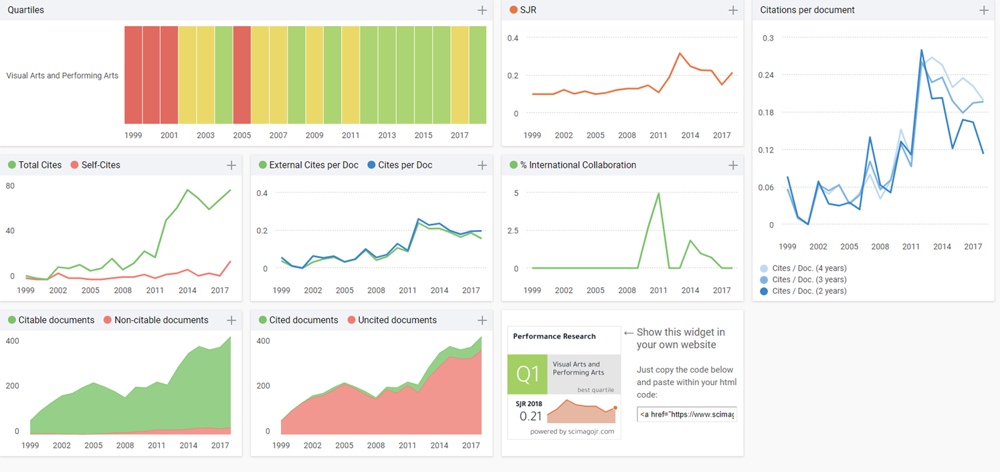 Quartiles
Visual Arts and Performing Arts
1999 2001 2003 2005 2007 2009 2011 2013 2015 2017
SJR
0.4
0.2
0
1999 2002 2005 2008 2011 2014 2017
Citations per document
0.3
0.24
0.18
0.12
0.06
0
1999 2002 2005 2008 2011 2014 2017
Cites / Doc. (4 years)
Cites / Doc. (3 years)
Cites / Doc. (2 years)
Total Cites Self-Cites
80
40
0
1999 2002 2005 2008 2011 2014 2017
External Cites per Doc Cites per Doc
0.4
0.2
0
1999 2002 2005 2008 2011 2014 2017
% International Collaboration
5
2.5
0
1999 2002 2005 2008 2011 2014 2017
Citable documents Non-citable documents
400
200
0
1999 2002 2005 2008 2011 2014 2017
Cited documents Uncited documents
400
200
0
1999 2002 2005 2008 2011 2014 2017
Performance Research
Q1
Visual Arts and
Performing Arts
best quartile
SJR 2018
0.21
powered by scimagojr.com
← Show this widget in
your own website
Just copy the code below
and paste within your html
code:
<a href="https://www.scimag